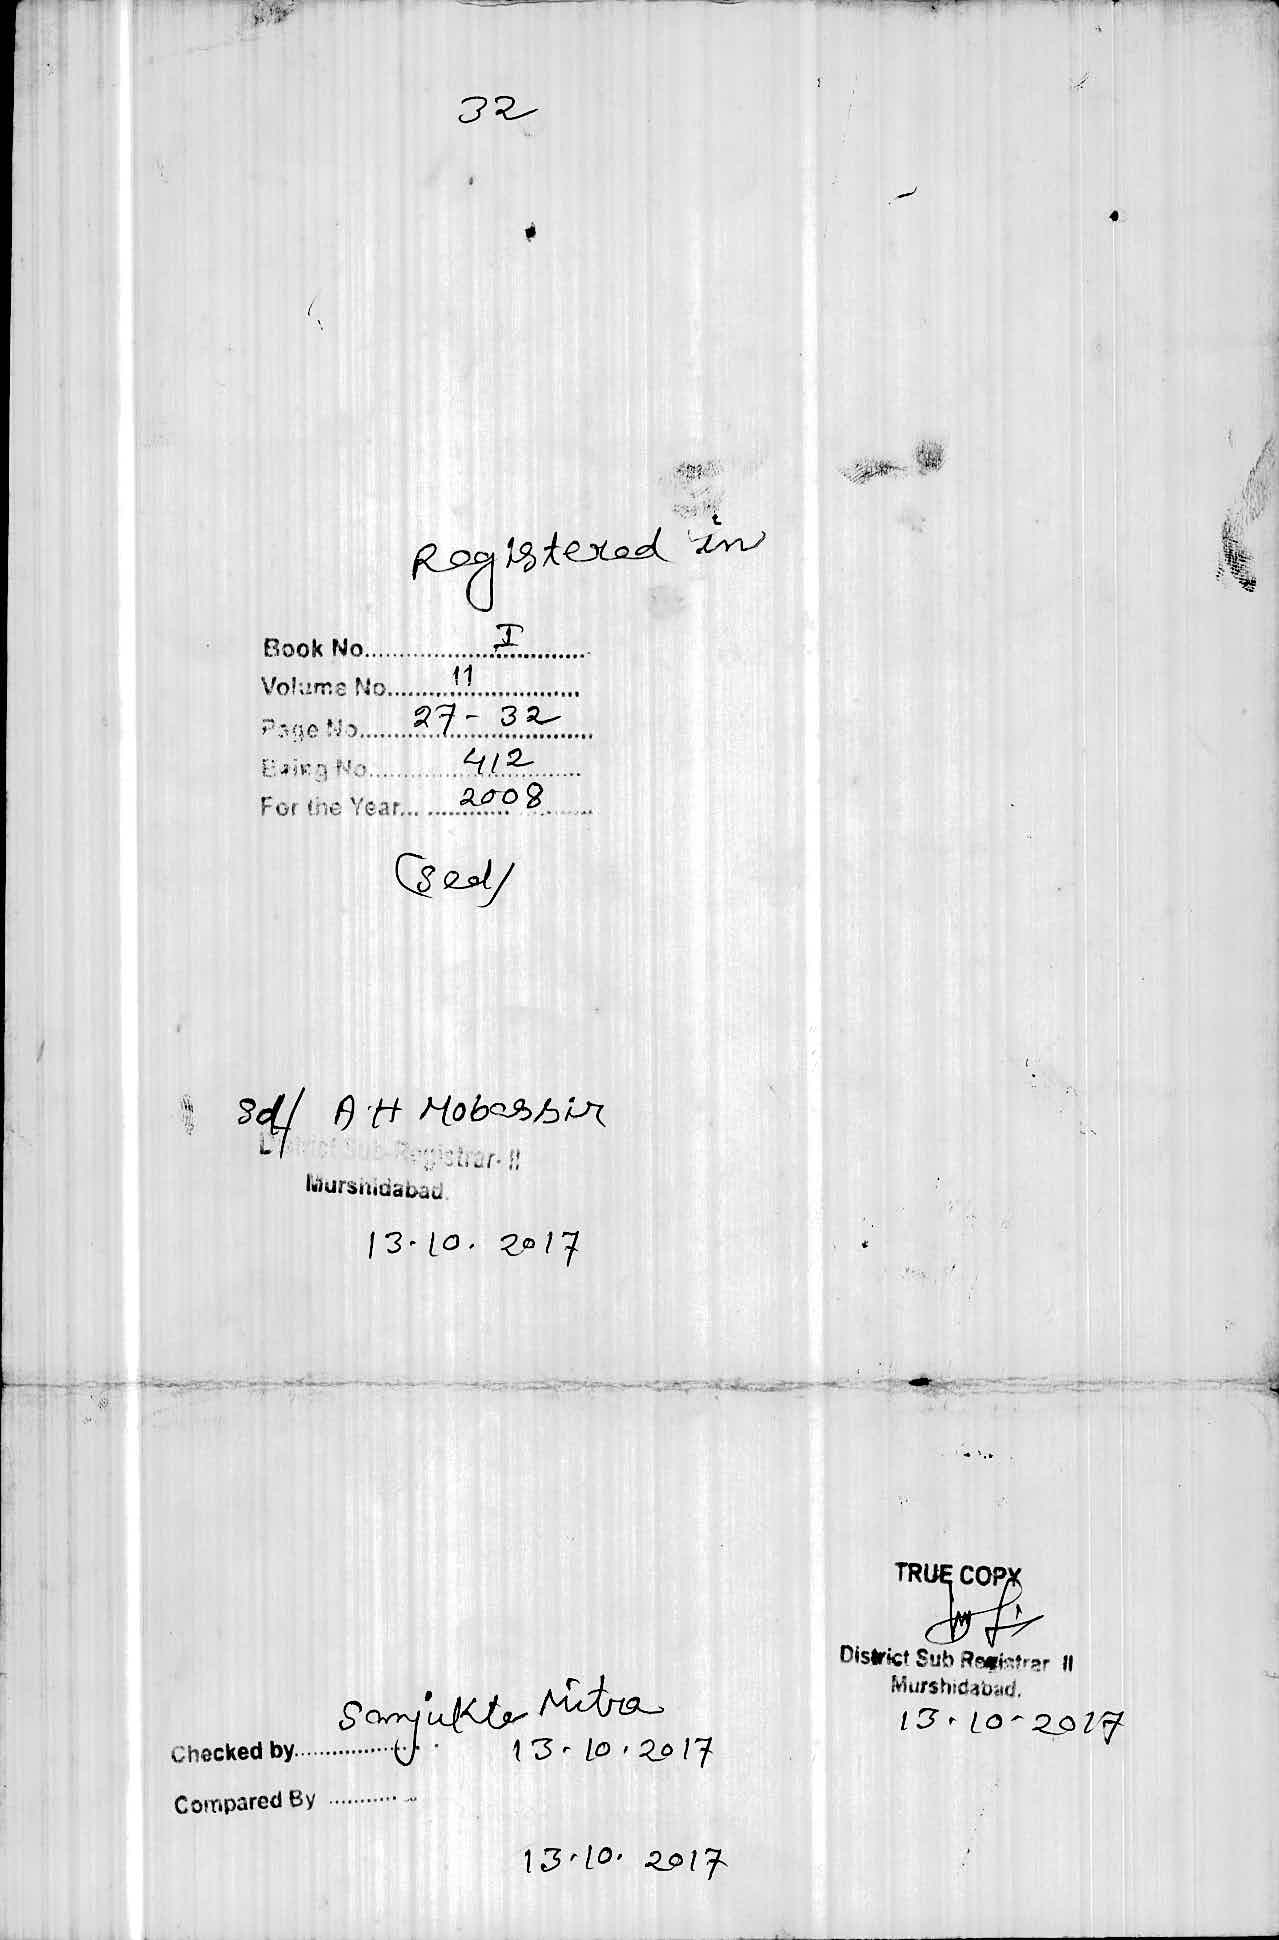 32
Registered in
Book No. I
Volume No. 11
Page No. 27 - 32
Being No. 412
For the Year... 2008
(Sed/
Sd/ A H Mobassir
District Sub-Registrar- II
Murshidabad.
13.10. 2017
TRUE COPY
District Sub Registrar II
Murshidabad.
13.10-2017
Sanjukta Mitra
Checked by 13.10.2017
Compared By
13.10. 2017